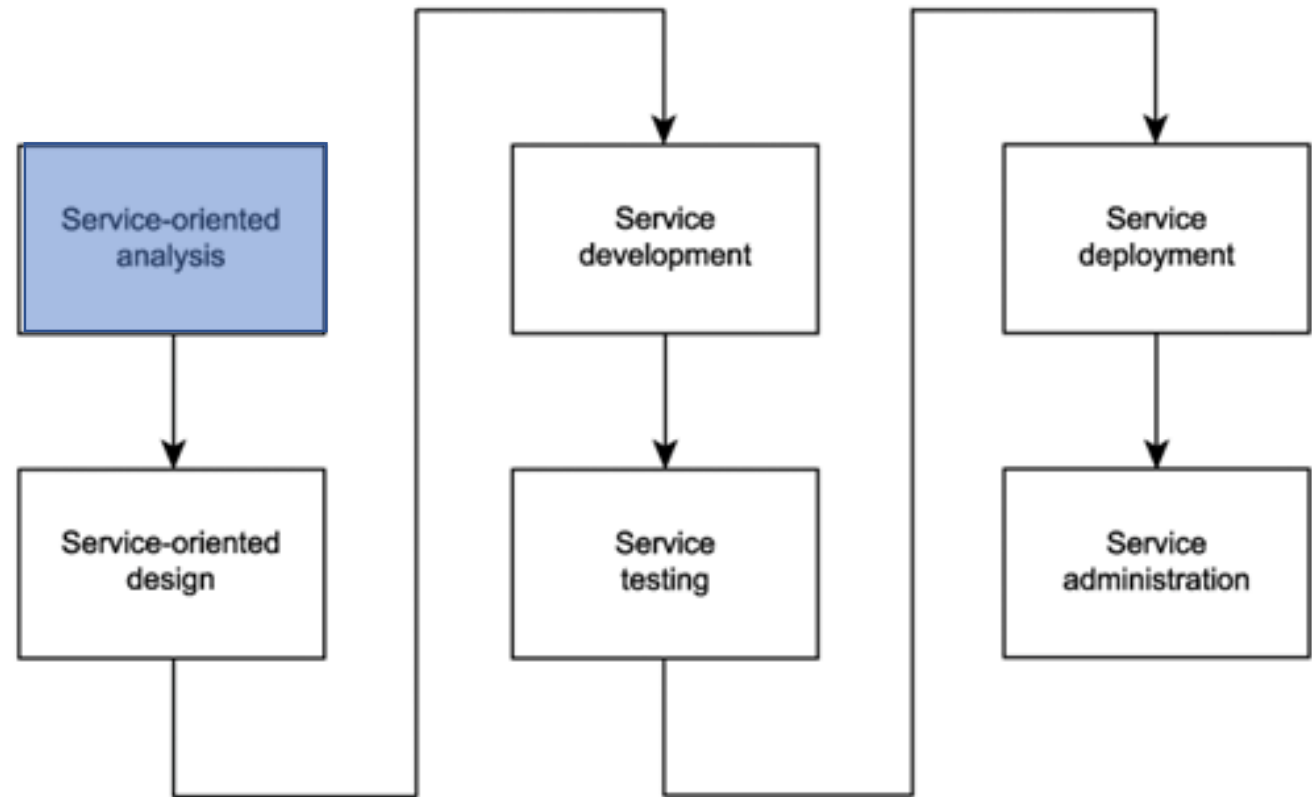 Service-oriented
analysis
Service-oriented
design
Service
development
Service
testing
Service
deployment
Service
administration